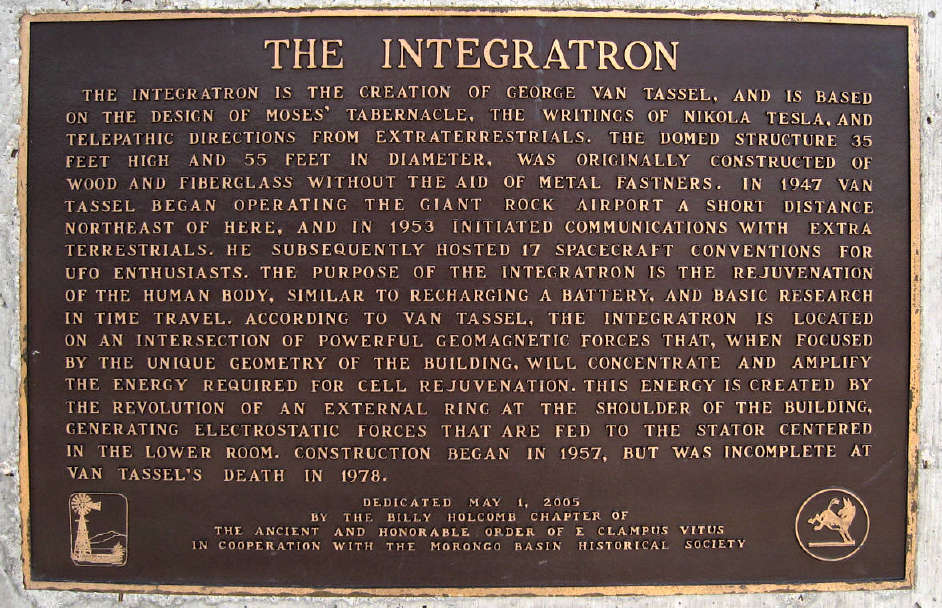 THE INTEGRATRON
THE INTEGRATRON IS THE CREATION OF GEORGE VAN TASSEL, AND IS BASED
ON THE DESIGN OF MOSES' TABERNACLE, THE WRITINGS OF NIKOLA TESLA, AND
TELEPATHIC DIRECTIONS FROM EXTRATERRESTRIALS. THE DOMED STRUCTURE 35
FEET HIGH AND 55 FEET IN DIAMETER, WAS ORIGINALLY CONSTRUCTED OF
WOOD AND FIBERGLASS WITHOUT THE AID OF METAL FASTNERS. IN 1947 VAN
TASSEL BEGAN OPERATING THE GIANT ROCK AIRPORT A SHORT DISTANCE
NORTHEAST OF HERE, AND IN 1953 INITIATED COMMUNICATIONS WITH EXTRA
TERRESTRIALS. HE SUBSEQUENTLY HOSTED 17 SPACECRAFT CONVENTIONS FOR
UFO ENTHUSIASTS. THE PURPOSE OF THE INTEGRATRON IS THE REJUVENATION
OF THE HUMAN BODY, SIMILAR TO RECHARGING A BATTERY, AND BASIC RESEARCH
IN TIME TRAVEL. ACCORDING TO VAN TASSEL, THE INTEGRATRON IS LOCATED
ON AN INTERSECTION OF POWERFUL GEOMAGNETIC FORCES THAT, WHEN FOCUSED
BY THE UNIQUE GEOMETRY OF THE BUILDING, WILL CONCENTRATE AND AMPLIFY
THE ENERGY REQUIRED FOR CELL REJUVENATION. THIS ENERGY IS CREATED BY
THE REVOLUTION OF AN EXTERNAL RING AT THE SHOULDER OF THE BUILDING,
GENERATING ELECTROSTATIC FORCES THAT ARE FED TO THE STATOR CENTERED
IN THE LOWER ROOM. CONSTRUCTION BEGAN IN 1957, BUT WAS INCOMPLETE AT
VAN TASSEL'S DEATH IN 1978.
DEDICATED MAY 1, 2005
BY THE BILLY HOLCOMB CHAPTER OF
THE ANCIENT AND HONORABLE ORDER OF E CLAMPUS VITUS
IN COOPERATION WITH THE MORONGO BASIN HISTORICAL SOCIETY